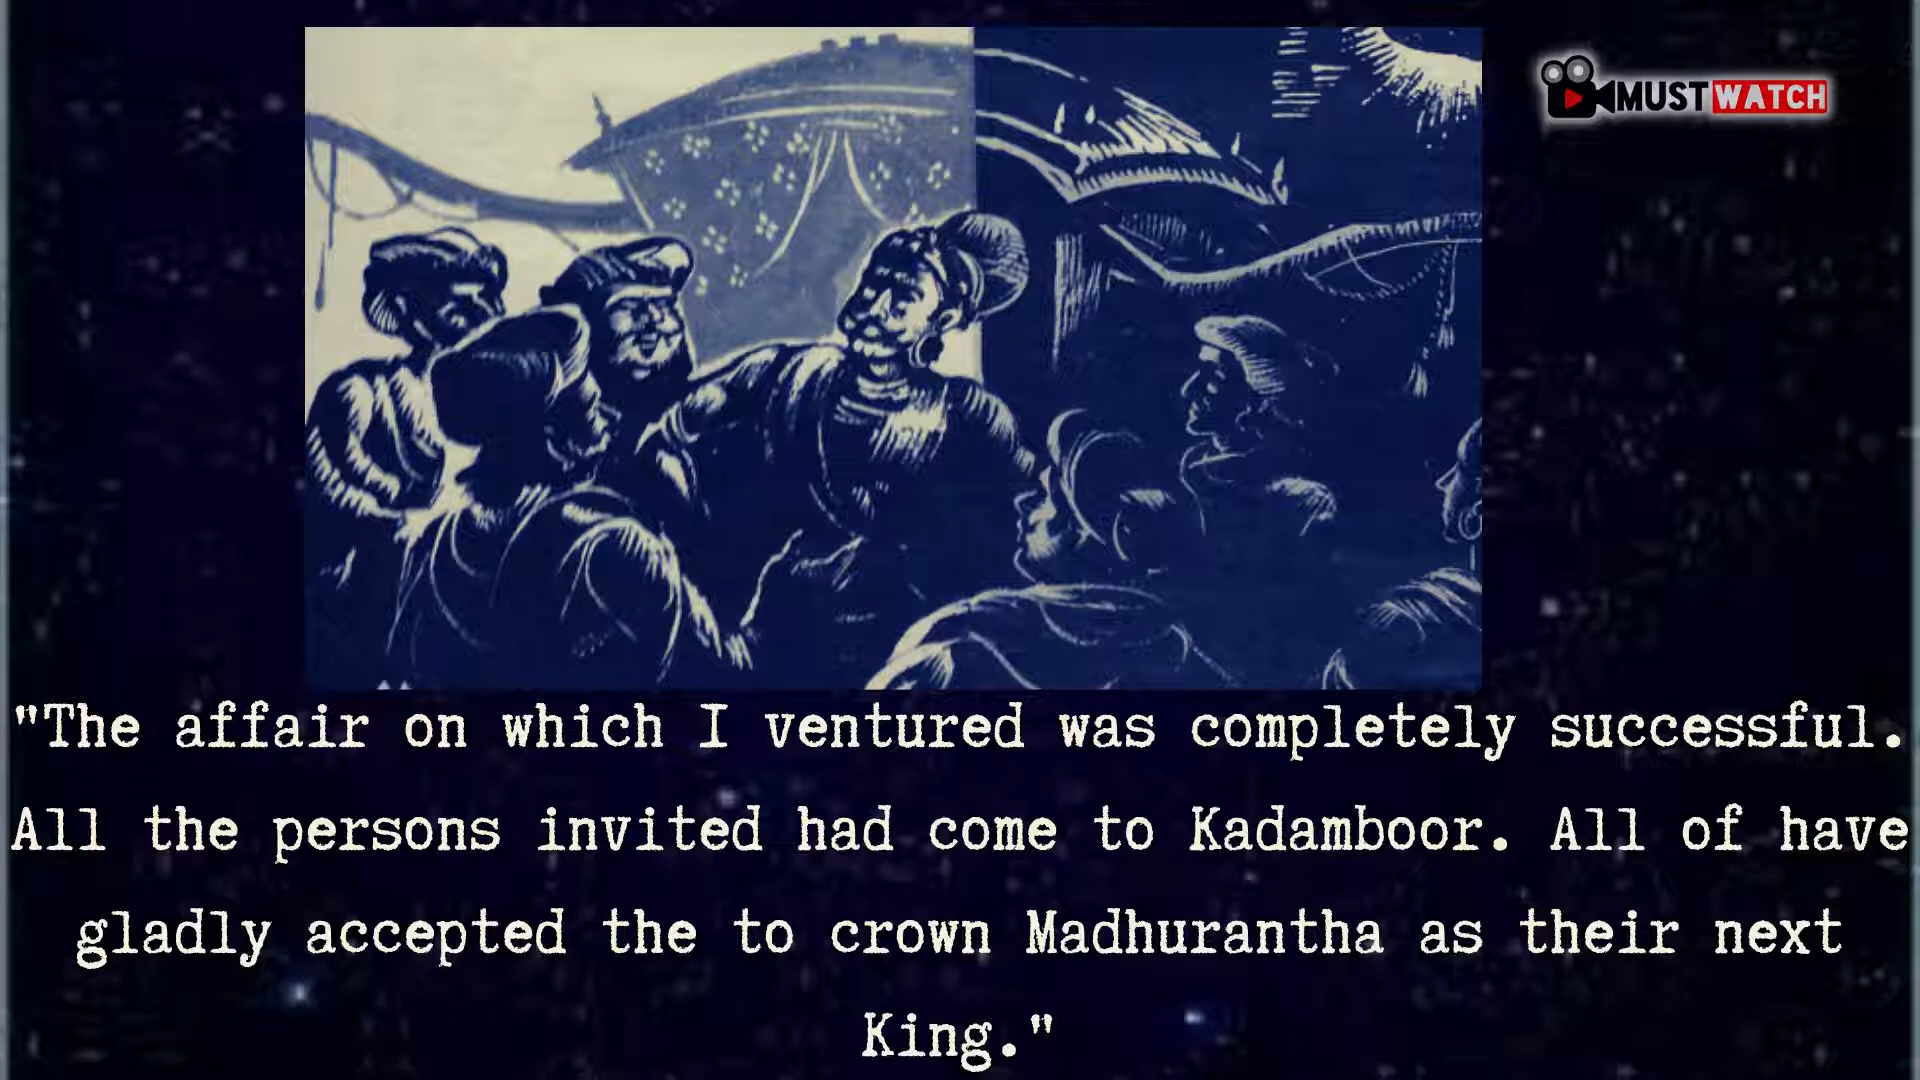 MUSTWATCH
"The affair on which I ventured was completely successful.
All the persons invited had come to Kadamboor. All of have
gladly accepted the to crown Madhurantha as their next
King."